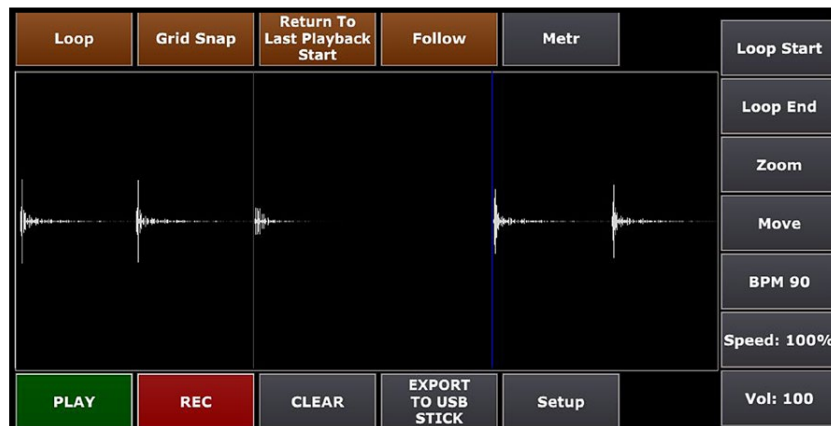 Loop
Grid Snap
Return To
Last Playback
Start
Follow
Metr
Loop Start
Loop End
Zoom
Move
BPM 90
Speed: 100%
Vol: 100
PLAY
REC
CLEAR
EXPORT
TO USB
STICK
Setup